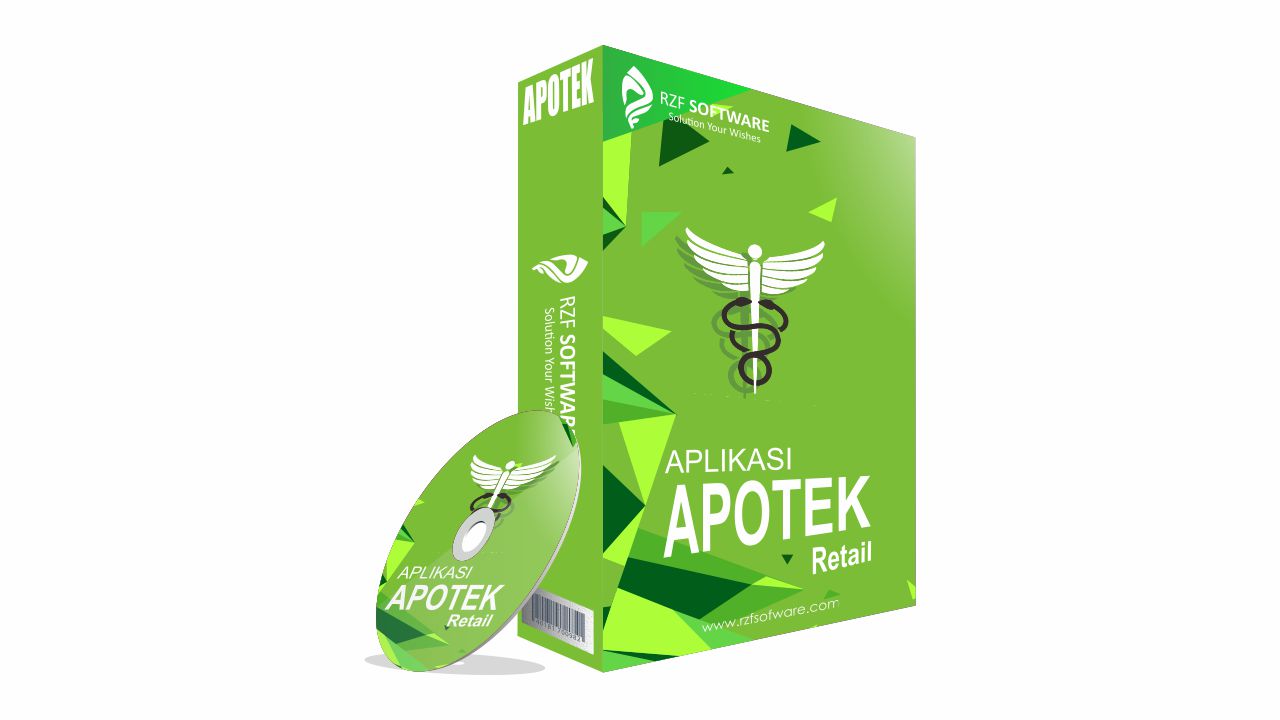 APOTEK
RZF SOFTWARE
Solution Your Wishes
RZF SOFTWARE
Solution Your
APLIKASI
APOTEK
Retail
www.rzfsofware.com
APLIKASI
APOTEK
Retail